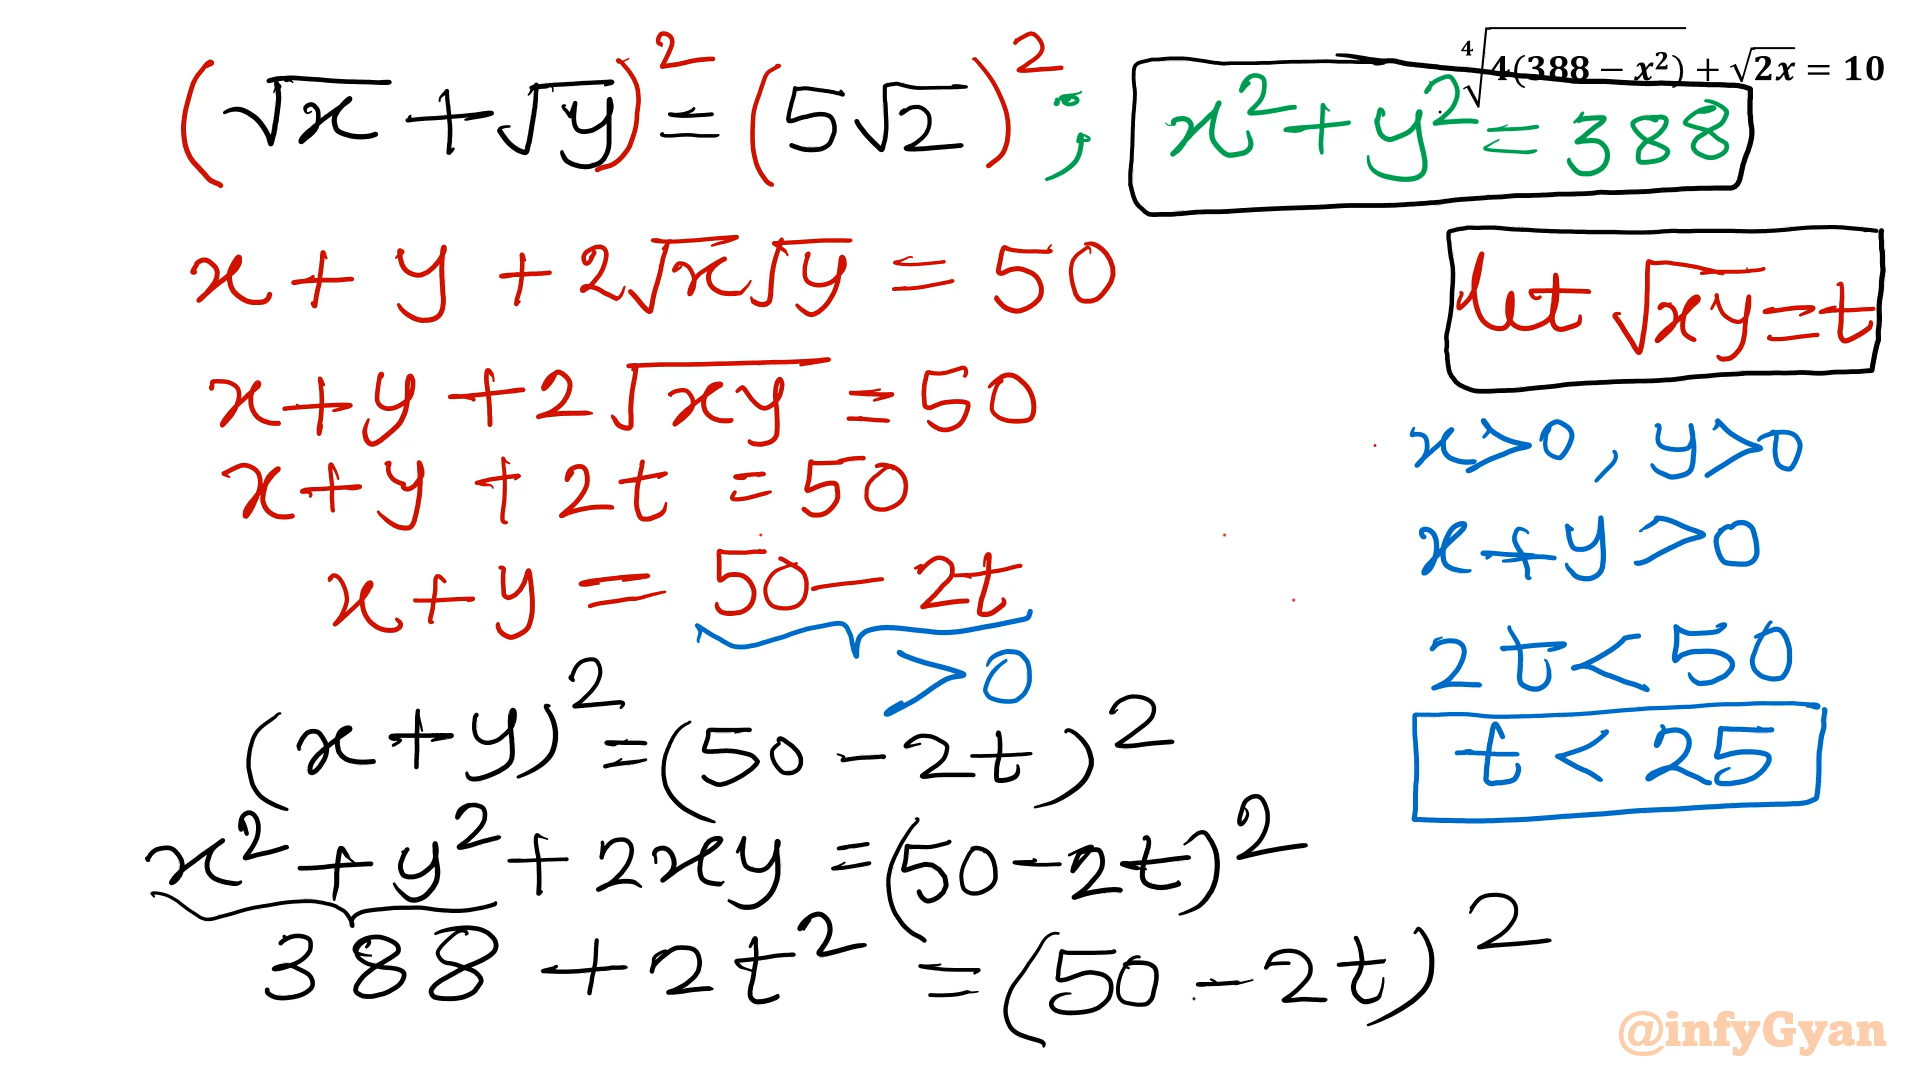 ∜4(388 − x²) + √2x = 10
(√x + √y)² = (5√2)² ; x² + y² = 388
x + y + 2√x√y = 50
let √xy = t
x + y + 2√xy = 50
x > 0 , y > 0
x + y + 2t = 50
x + y > 0
x + y = 50 − 2t
> 0
2t < 50
(x + y)² = (50 − 2t)²
t < 25
x² + y² + 2xy = (50 − 2t)²
388 + 2t² = (50 − 2t)²
@infyGyan